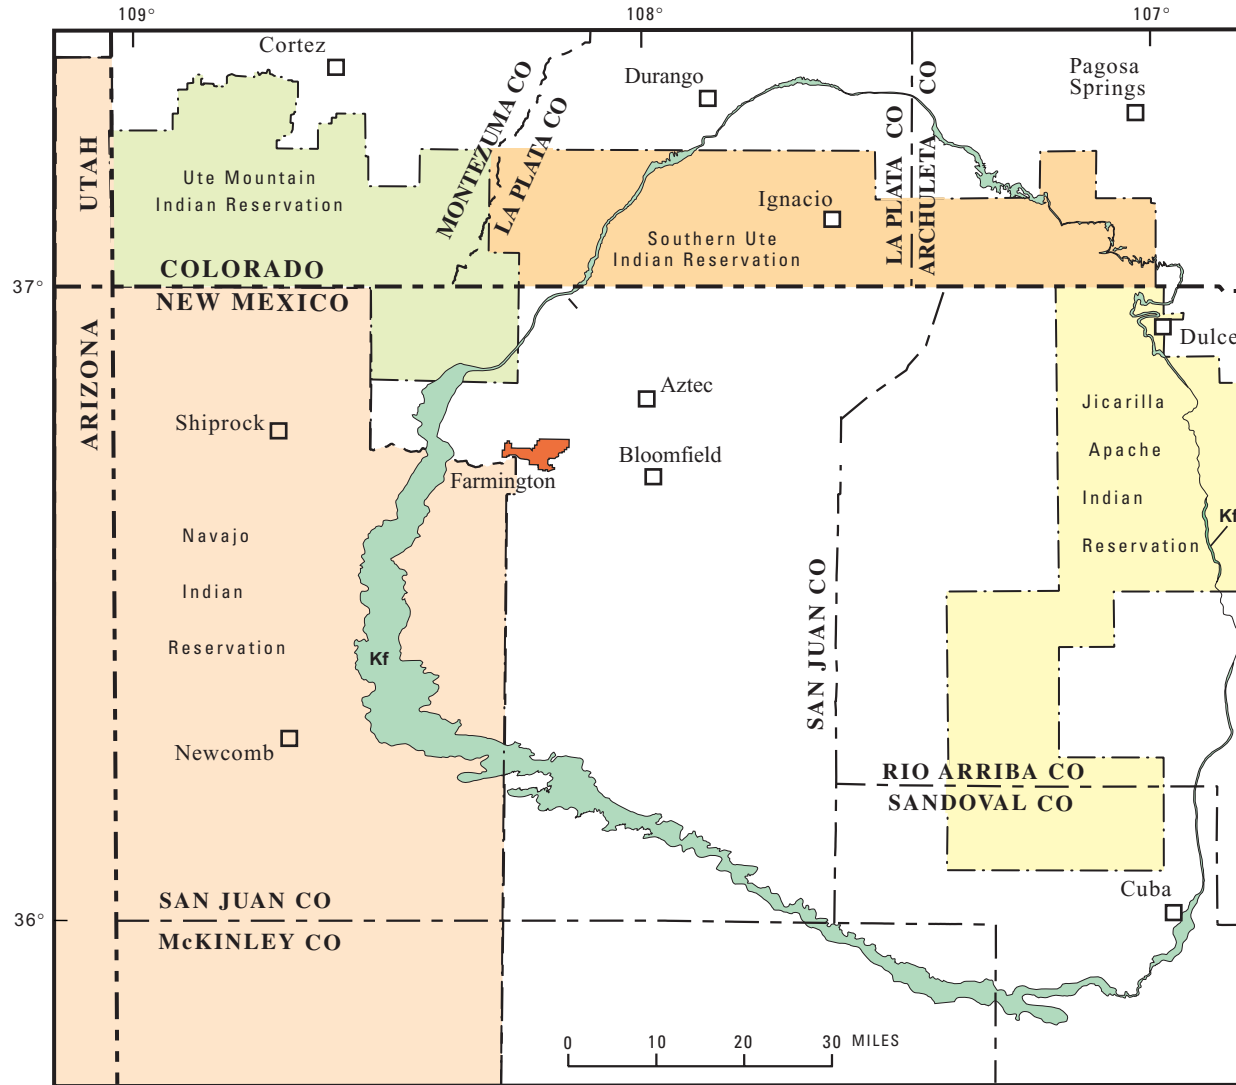 109°
108°
107°
Cortez
Durango
Pagosa
Springs
MONTEZUMA CO
LA PLATA CO
LA PLATA CO
ARCHULETA CO
UTAH
Ute Mountain
Indian Reservation
Ignacio
Southern Ute
Indian Reservation
COLORADO
37°
NEW MEXICO
ARIZONA
Dulce
Aztec
Jicarilla
Apache
Indian
Reservation
Shiprock
Bloomfield
Farmington
Kf
Navajo
Indian
Reservation
Kf
SAN JUAN CO
Newcomb
RIO ARRIBA CO
SANDOVAL CO
Cuba
SAN JUAN CO
36°
McKINLEY CO
0 10 20 30 MILES